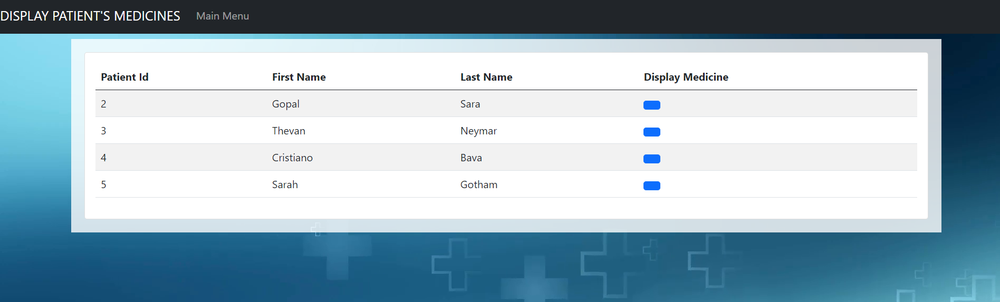 DISPLAY PATIENT'S MEDICINES Main Menu
Patient Id First Name Last Name Display Medicine
2 Gopal Sara
3 Thevan Neymar
4 Cristiano Bava
5 Sarah Gotham